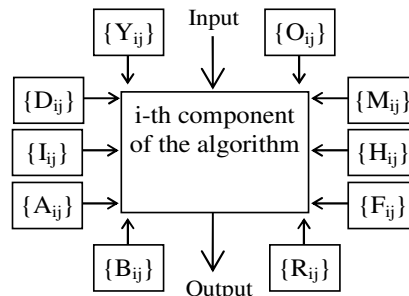 {Y_ij} Input {O_ij}
{D_ij} i-th component {M_ij}
of the algorithm
{I_ij} {H_ij}
{A_ij} {F_ij}
{B_ij} Output {R_ij}